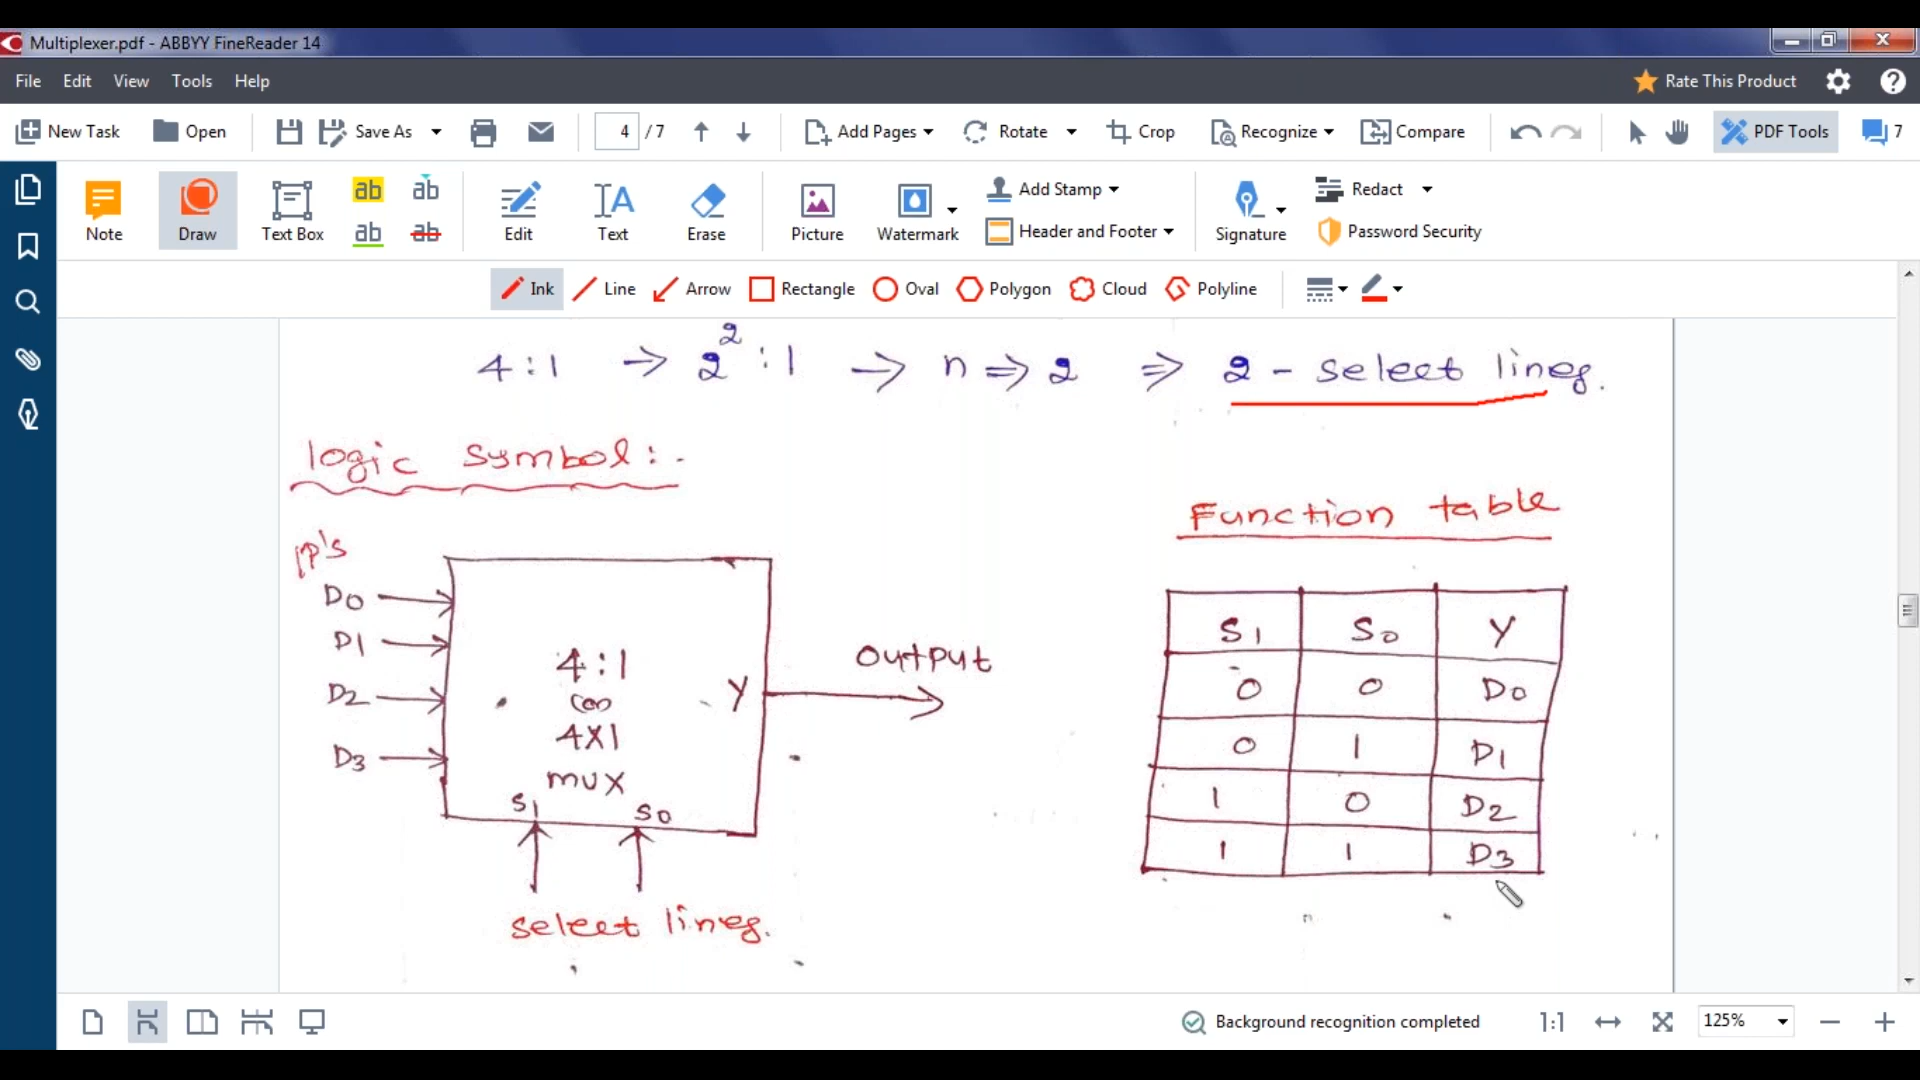 Multiplexer.pdf - ABBYY FineReader 14
File Edit View Tools Help
Rate This Product
New Task Open Save As 4 / 7 Add Pages Rotate Crop Recognize Compare PDF Tools 7
Note Draw Text Box ab ab ab ab Edit Text Erase Picture Watermark Add Stamp Header and Footer Signature Redact Password Security
Ink Line Arrow Rectangle Oval Polygon Cloud Polyline
4:1 → 2² : 1 → n ⇒ 2 ⇒ 2 - select lines.
logic symbol:-
Function table
D0
D1
D2
D3
4:1
(or)
4X1
mux
S1 S0
Y
output
select lines.
S1 S0 Y
0 0 D0
0 1 D1
1 0 D2
1 1 D3
Background recognition completed 1:1 125%